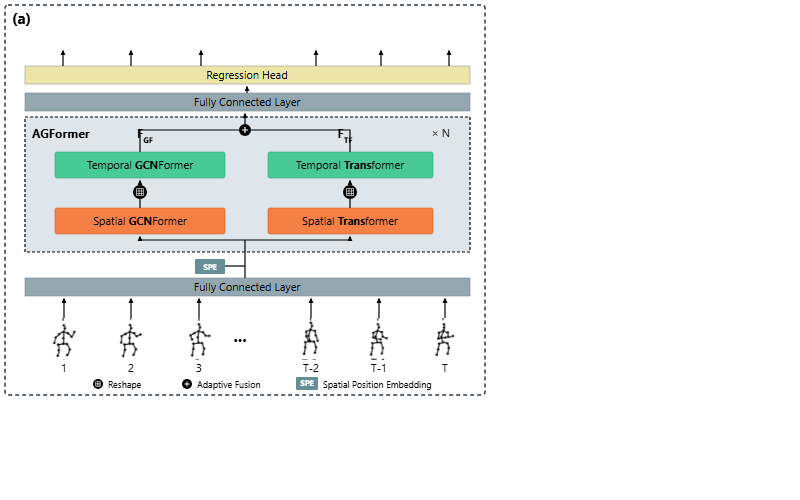 (a)
Regression Head
Fully Connected Layer
AGFormer
F GF
F TF
× N
Temporal GCNFormer
Temporal Transformer
Spatial GCNFormer
Spatial Transformer
SPE
Fully Connected Layer
...
1 2 3 T-2 T-1 T
Reshape Adaptive Fusion SPE Spatial Position Embedding